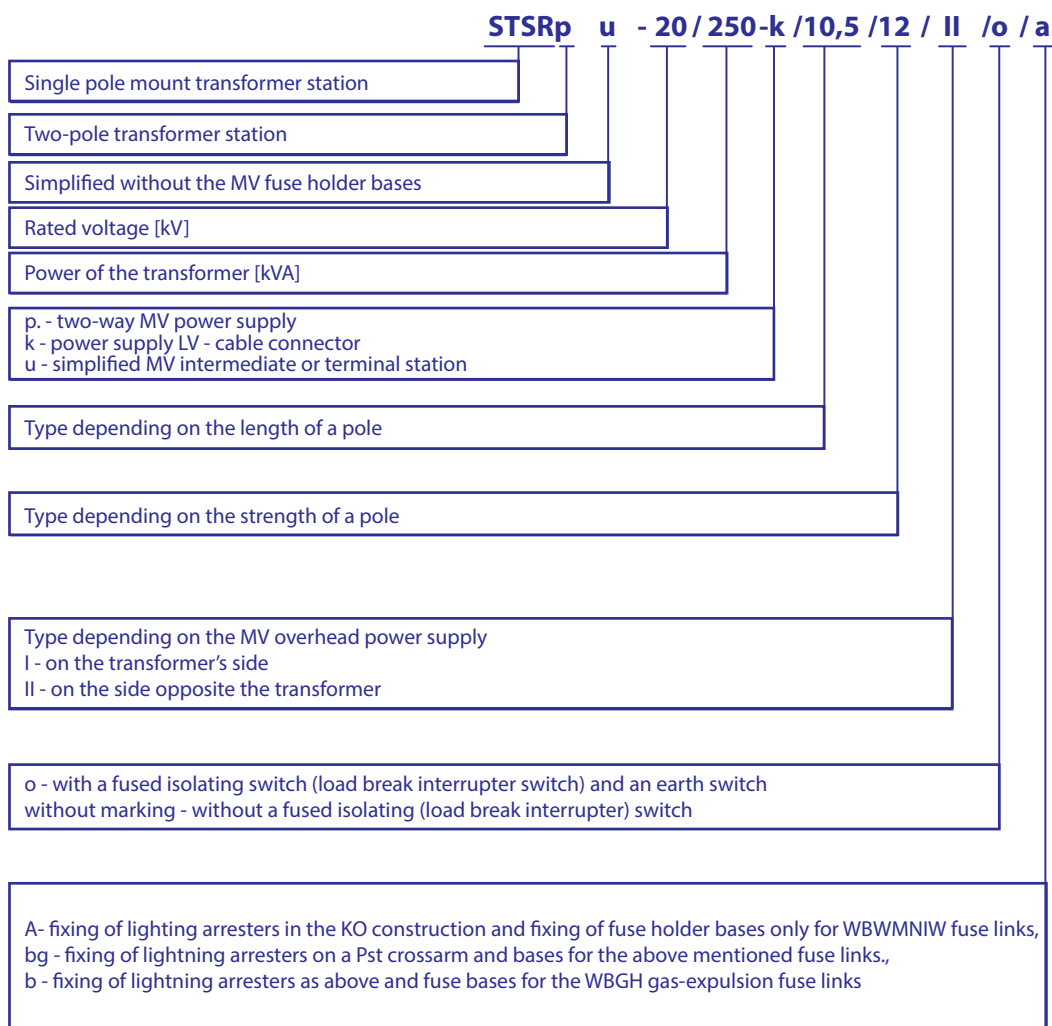 STSRp u - 20 / 250 -k /10,5 /12 / II /o / a
Single pole mount transformer station
Two-pole transformer station
Simplified without the MV fuse holder bases
Rated voltage [kV]
Power of the transformer [kVA]
p. - two-way MV power supply
k - power supply LV - cable connector
u - simplified MV intermediate or terminal station
Type depending on the length of a pole
Type depending on the strength of a pole
Type depending on the MV overhead power supply
I - on the transformer's side
II - on the side opposite the transformer
o - with a fused isolating switch (load break interrupter switch) and an earth switch
without marking - without a fused isolating (load break interrupter) switch
A- fixing of lighting arresters in the KO construction and fixing of fuse holder bases only for WBWMNIW fuse links,
bg - fixing of lightning arresters on a Pst crossarm and bases for the above mentioned fuse links.,
b - fixing of lightning arresters as above and fuse bases for the WBGH gas-expulsion fuse links